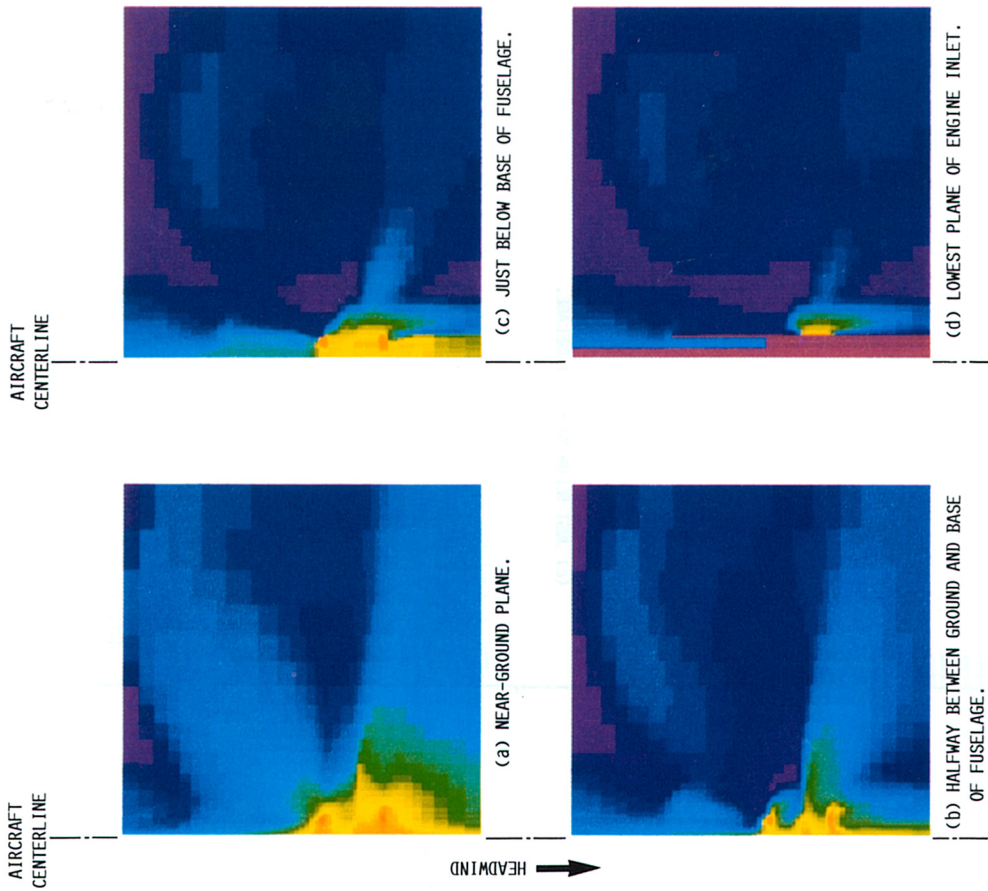 AIRCRAFT
CENTERLINE
AIRCRAFT
CENTERLINE
HEADWIND
(a) NEAR-GROUND PLANE.
(b) HALFWAY BETWEEN GROUND AND BASE
OF FUSELAGE.
(c) JUST BELOW BASE OF FUSELAGE.
(d) LOWEST PLANE OF ENGINE INLET.